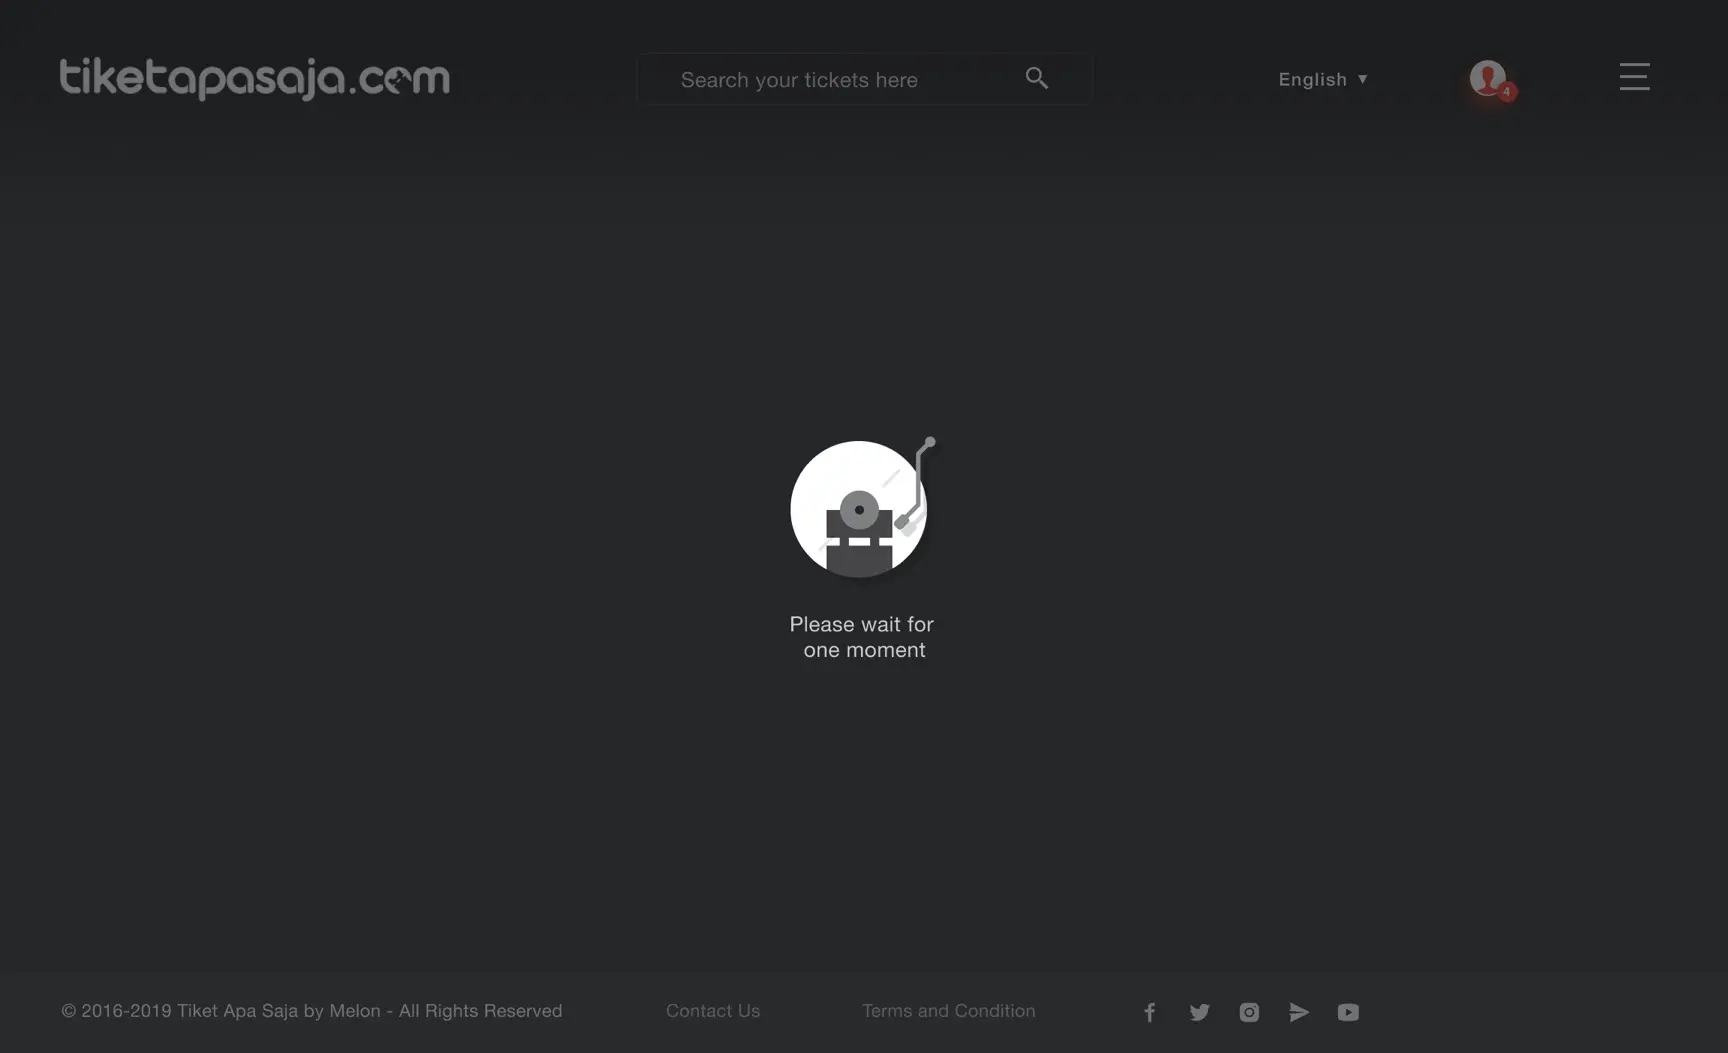 tiketapasaja.com
Search your tickets here
English ▼
4
Please wait for
one moment
© 2016-2019 Tiket Apa Saja by Melon - All Rights Reserved
Contact Us
Terms and Condition